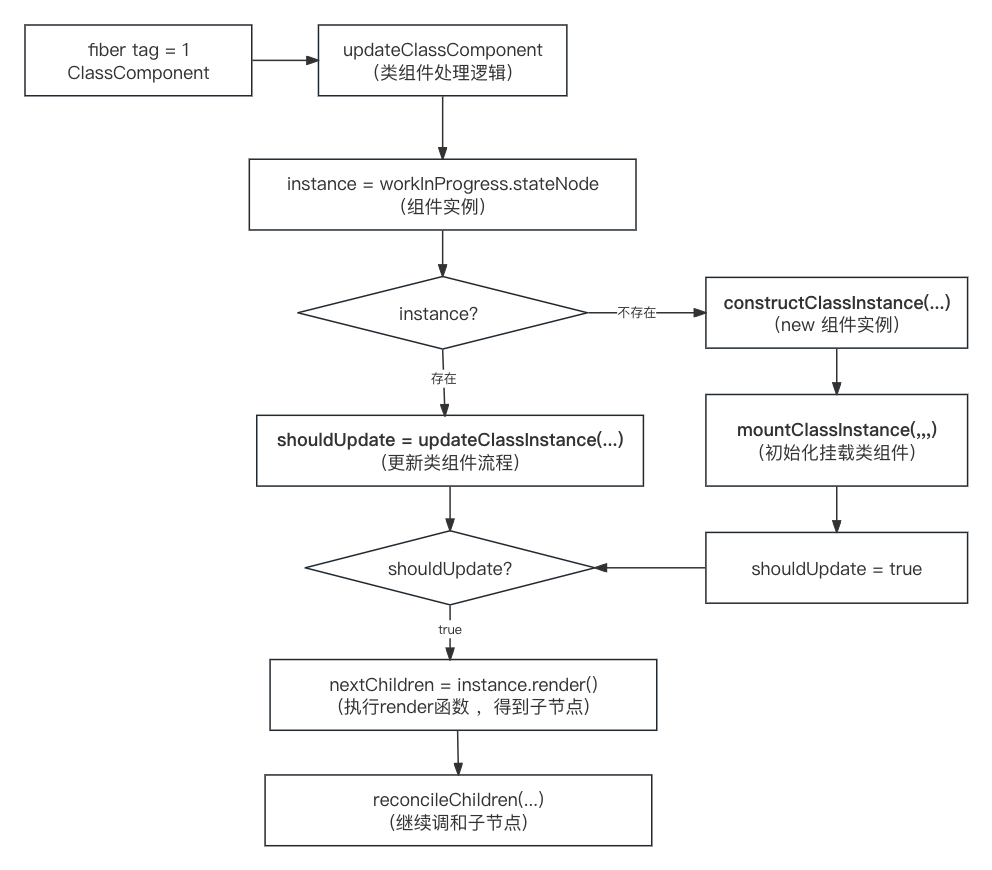 fiber tag = 1
ClassComponent
updateClassComponent
（类组件处理逻辑）
instance = workInProgress.stateNode
（组件实例）
instance?
不存在
constructClassInstance(...)
（new 组件实例）
存在
mountClassInstance(,,,)
（初始化挂载类组件）
shouldUpdate = updateClassInstance(...)
（更新类组件流程）
shouldUpdate?
shouldUpdate = true
true
nextChildren = instance.render()
（执行render函数 ，得到子节点）
reconcileChildren(...)
（继续调和子节点）